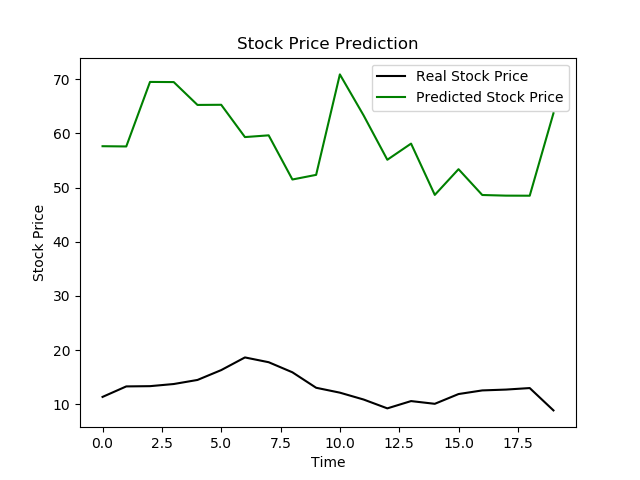 Stock Price Prediction
Real Stock Price
Predicted Stock Price
Stock Price
70
60
50
40
30
20
10
0.0 2.5 5.0 7.5 10.0 12.5 15.0 17.5
Time